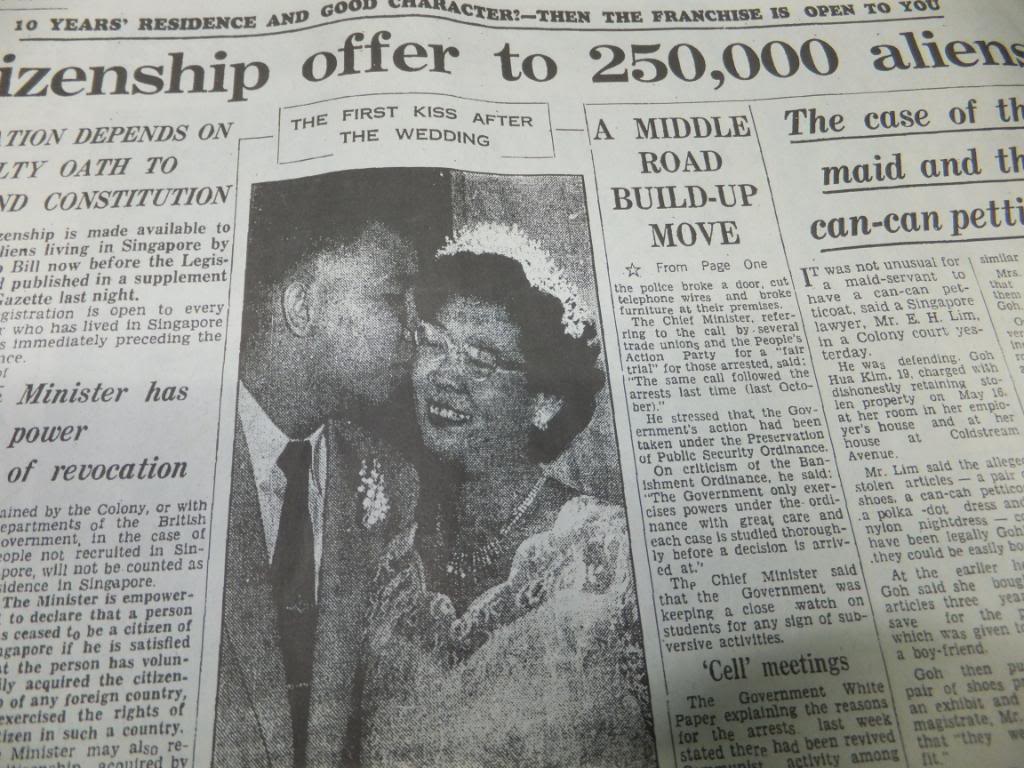 10 YEARS' RESIDENCE AND GOOD CHARACTER?—THEN THE FRANCHISE IS OPEN TO YOU
izenship offer to 250,000 aliens
ATION DEPENDS ON
LTY OATH TO
ND CONSTITUTION
zenship is made available to
liens living in Singapore by
Bill now before the Legis-
published in a supplement
Gazette last night.
gistration is open to every
who has lived in Singapore
s immediately preceding the
nce.
of
Minister has
power
of revocation
ained by the Colony, or with
epartments of the British
overnment, in the case of
eople not recruited in Sin-
pore, will not be counted as
sidence in Singapore.
The Minister is empower-
to declare that a person
s ceased to be a citizen of
ngapore if he is satisfied
at the person has volun-
ily acquired the citizen-
of any foreign country,
exercised the rights of
izen in such a country.
Minister may also re-
acquired by
THE FIRST KISS AFTER
THE WEDDING
A MIDDLE
ROAD
BUILD-UP
MOVE
☆ From Page One
the police broke a door, cut
telephone wires and broke
furniture at their premises.
The Chief Minister, refer-
ring to the call by several
trade unions and the People's
Action Party for a "fair
trial" for those arrested, said:
"The same call followed the
arrests last time (last Octo-
ber)."
He stressed that the Gov-
ernment's action had been
taken under the Preservation
of Public Security Ordinance.
On criticism of the Ban-
ishment Ordinance, he said:
"The Government only exer-
cises powers under the ordi-
nance with great care and
each case is studied thorough-
ly before a decision is arriv-
ed at."
The Chief Minister said
that the Government was
keeping a close watch on
students for any sign of sub-
versive activities.
'Cell' meetings
The Government White
Paper explaining the reasons
for the arrests last week
stated there had been revived
Communist activity among
The case of th
maid and th
can-can petti
IT was not unusual for
a maid-servant to
have a can-can pet-
ticoat, said a Singapore
lawyer, Mr. E. H. Lim,
in a Colony court yes-
terday.
He was defending Goh
Hua Kim, 19, charged with
dishonestly retaining sto-
len property on May 16,
at her room in her emplo-
yer's house and at her
house at Coldstream
Avenue.
Mr. Lim said the alleged
stolen articles — a pair
shoes, a can-can petticoa
a polka-dot dress and
nylon nightdress — c
have been legally Goh
they could be easily bo
At the earlier he
Goh said she boug
articles three yea
save for the p
which was given to
a boy-friend.
Goh then pu
pair of shoes p
an exhibit and
magistrate, Mr.
that "they we
fit."
similar
Mrs.
that
them
Goh.